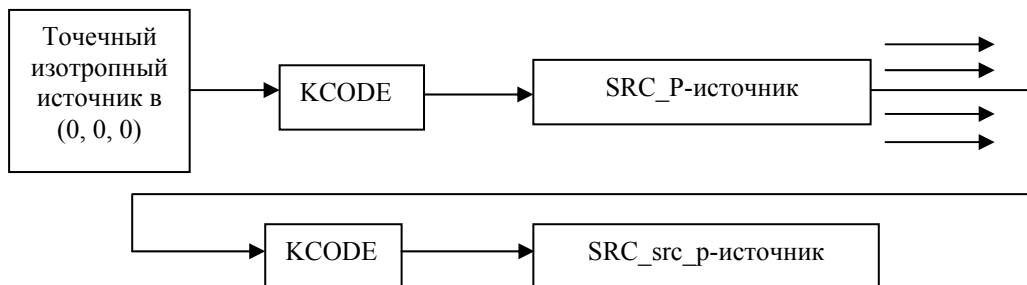 Точечный
изотропный
источник в
(0, 0, 0)
KCODE
SRC_P-источник
KCODE
SRC_src_p-источник